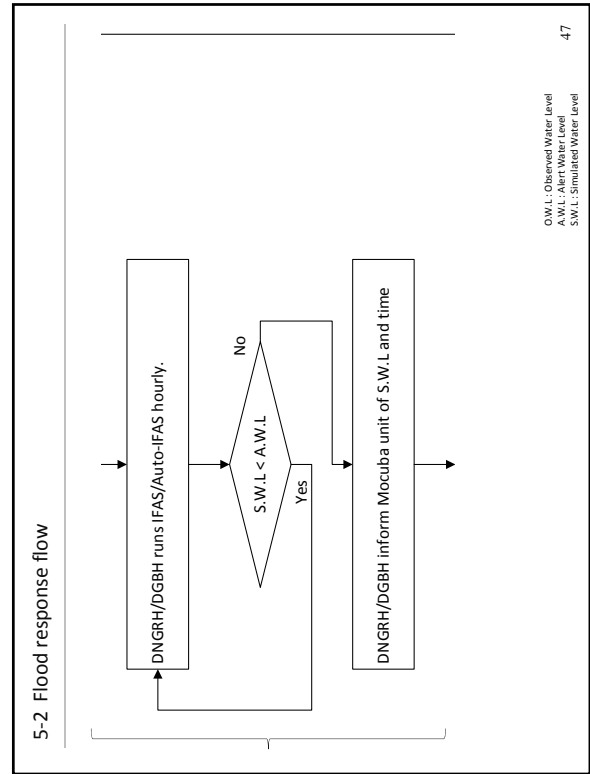 5-2 Flood response flow
DNGRH/DGBH runs IFAS/Auto-IFAS hourly.
S.W.L < A.W.L
No
Yes
DNGRH/DGBH inform Mocuba unit of S.W.L and time
O.W.L : Observed Water Level
A.W.L : Alert Water Level
S.W.L : Simulated Water Level
47